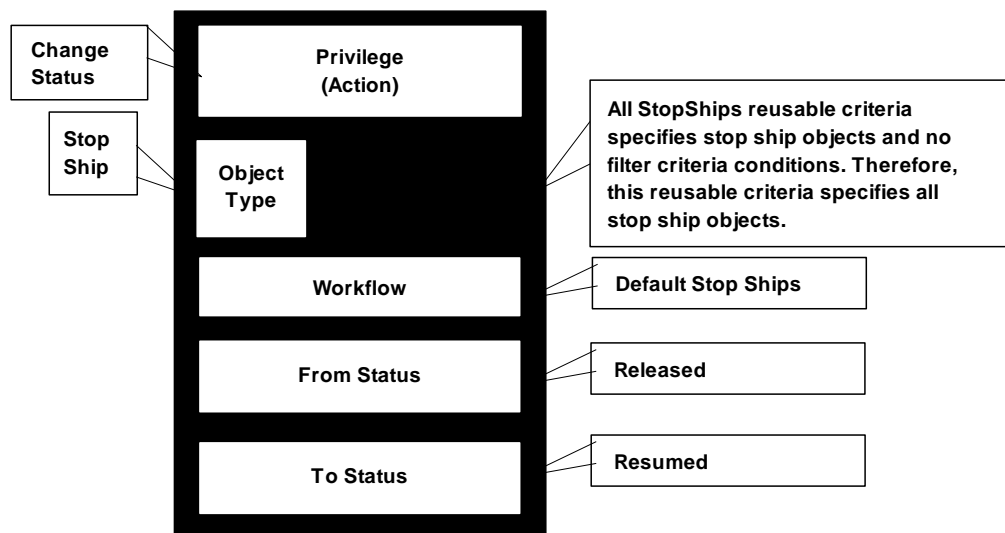 Change
Status
Privilege
(Action)
Stop
Ship
Object
Type
All StopShips reusable criteria
specifies stop ship objects and no
filter criteria conditions. Therefore,
this reusable criteria specifies all
stop ship objects.
Workflow
Default Stop Ships
From Status
Released
To Status
Resumed